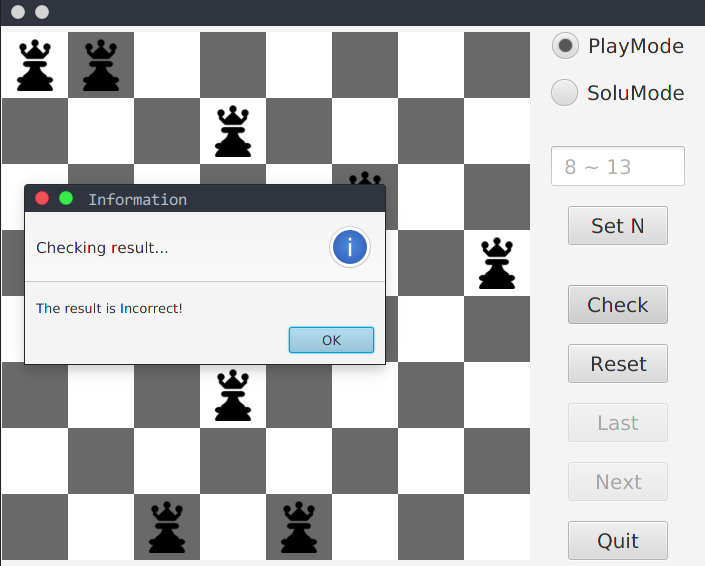 PlayMode
SoluMode
8 ~ 13
Set N
Information
Checking result...
The result is Incorrect!
OK
Check
Reset
Last
Next
Quit